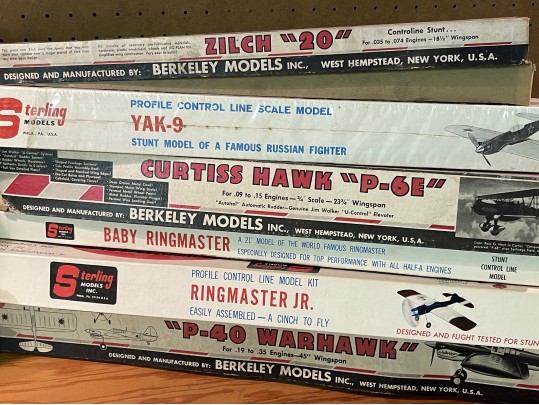 ZILCH "20"
Controline Stunt...
For .035 to .074 Engines—18½" Wingspan
DESIGNED AND MANUFACTURED BY: BERKELEY MODELS INC., WEST HEMPSTEAD, NEW YORK, U.S.A.
Sterling
MODELS
PHILA., PA., U.S.A.
PROFILE CONTROL LINE SCALE MODEL
YAK-9
STUNT MODEL OF A FAMOUS RUSSIAN FIGHTER
CURTISS HAWK "P-6E"
For .09 to .15 Engines—¾" Scale—23¾" Wingspan
"Autofoil" Automatic Rudder—Genuine Jim Walker "U-Control" Elevator
DESIGNED AND MANUFACTURED BY: BERKELEY MODELS INC., WEST HEMPSTEAD, NEW YORK, U.S.A.
Sterling
BABY RINGMASTER
A 21" MODEL OF THE WORLD FAMOUS RINGMASTER
ESPECIALLY DESIGNED FOR TOP PERFORMANCE WITH ALL HALF-A ENGINES
STUNT
CONTROL LINE
MODEL
Sterling
MODELS
INC.
PROFILE CONTROL LINE MODEL KIT
RINGMASTER JR.
EASILY ASSEMBLED—A CINCH TO FLY
DESIGNED AND FLIGHT TESTED FOR STUNT
"P-40 WARHAWK"
For .19 to .35 Engines—45" Wingspan
DESIGNED AND MANUFACTURED BY: BERKELEY MODELS INC., WEST HEMPSTEAD, NEW YORK, U.S.A.